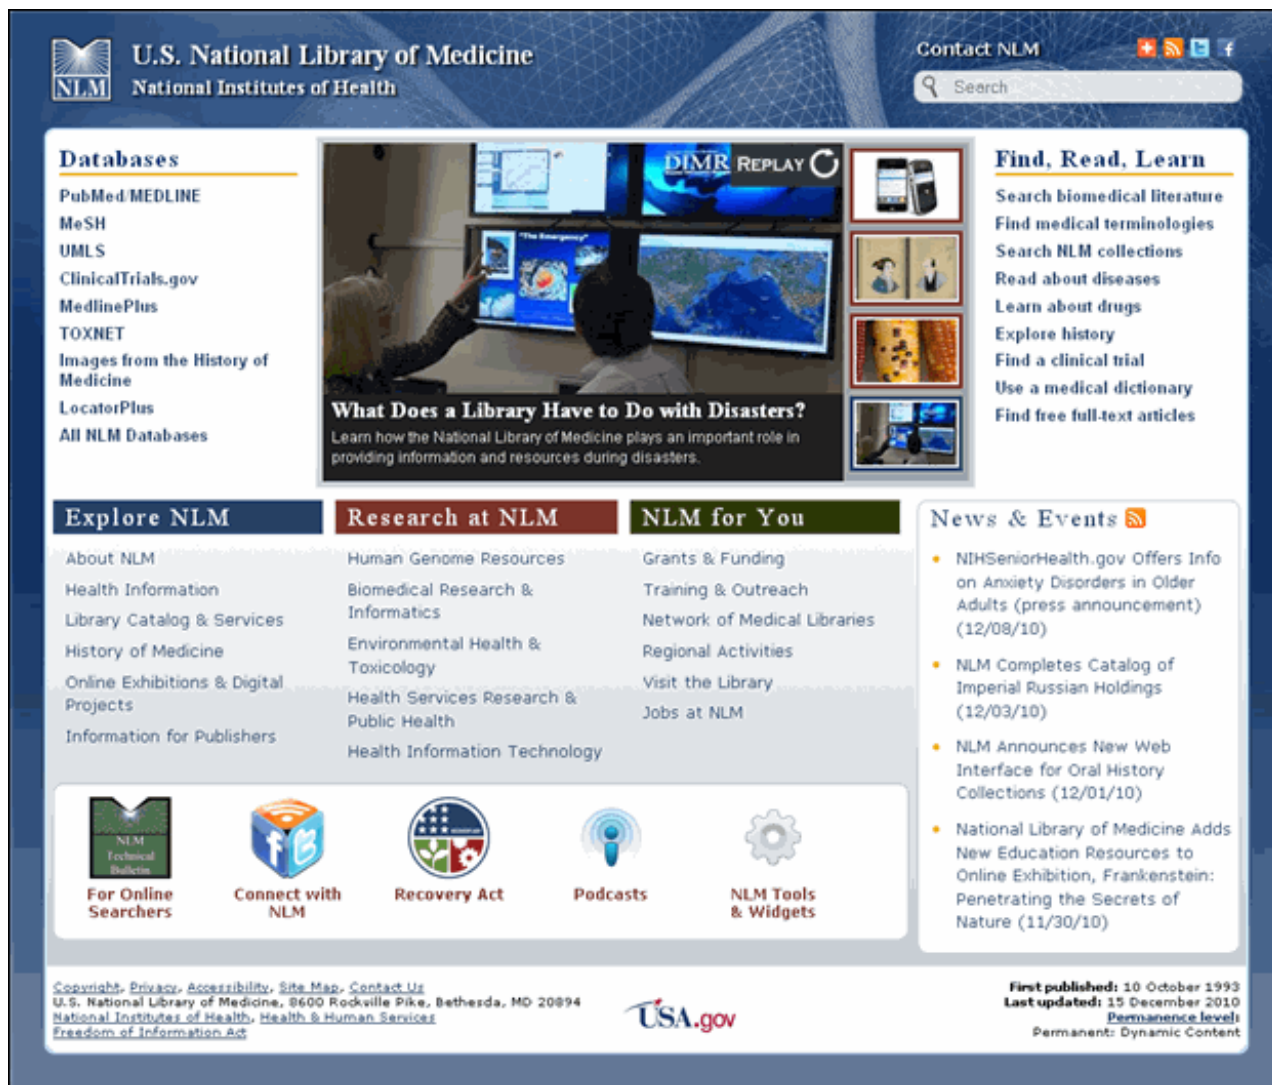 U.S. National Library of Medicine
National Institutes of Health
NLM
Contact NLM
Search
Databases
PubMed/MEDLINE
MeSH
UMLS
ClinicalTrials.gov
MedlinePlus
TOXNET
Images from the History of
Medicine
LocatorPlus
All NLM Databases
DIMR REPLAY
"The Emergency"
What Does a Library Have to Do with Disasters?
Learn how the National Library of Medicine plays an important role in
providing information and resources during disasters.
Find, Read, Learn
Search biomedical literature
Find medical terminologies
Search NLM collections
Read about diseases
Learn about drugs
Explore history
Find a clinical trial
Use a medical dictionary
Find free full-text articles
Explore NLM
About NLM
Health Information
Library Catalog & Services
History of Medicine
Online Exhibitions & Digital
Projects
Information for Publishers
Research at NLM
Human Genome Resources
Biomedical Research &
Informatics
Environmental Health &
Toxicology
Health Services Research &
Public Health
Health Information Technology
NLM for You
Grants & Funding
Training & Outreach
Network of Medical Libraries
Regional Activities
Visit the Library
Jobs at NLM
News & Events
NIHSeniorHealth.gov Offers Info
on Anxiety Disorders in Older
Adults (press announcement)
(12/08/10)
NLM Completes Catalog of
Imperial Russian Holdings
(12/03/10)
NLM Announces New Web
Interface for Oral History
Collections (12/01/10)
National Library of Medicine Adds
New Education Resources to
Online Exhibition, Frankenstein:
Penetrating the Secrets of
Nature (11/30/10)
NLM
Technical
Bulletin
For Online
Searchers
Connect with
NLM
Recovery Act
Podcasts
NLM Tools
& Widgets
Copyright, Privacy, Accessibility, Site Map, Contact Us
U.S. National Library of Medicine, 8600 Rockville Pike, Bethesda, MD 20894
National Institutes of Health, Health & Human Services
Freedom of Information Act
USA.gov
First published: 10 October 1993
Last updated: 15 December 2010
Permanence level:
Permanent: Dynamic Content